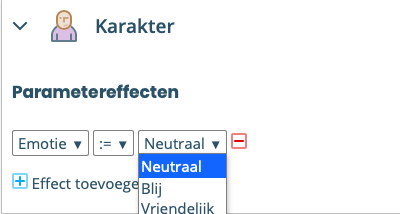 Karakter
Parametereffecten
Emotie ▾ := ▾ Neutraal ▾
Neutraal
Effect toevoege
Blij
Vriendelijk